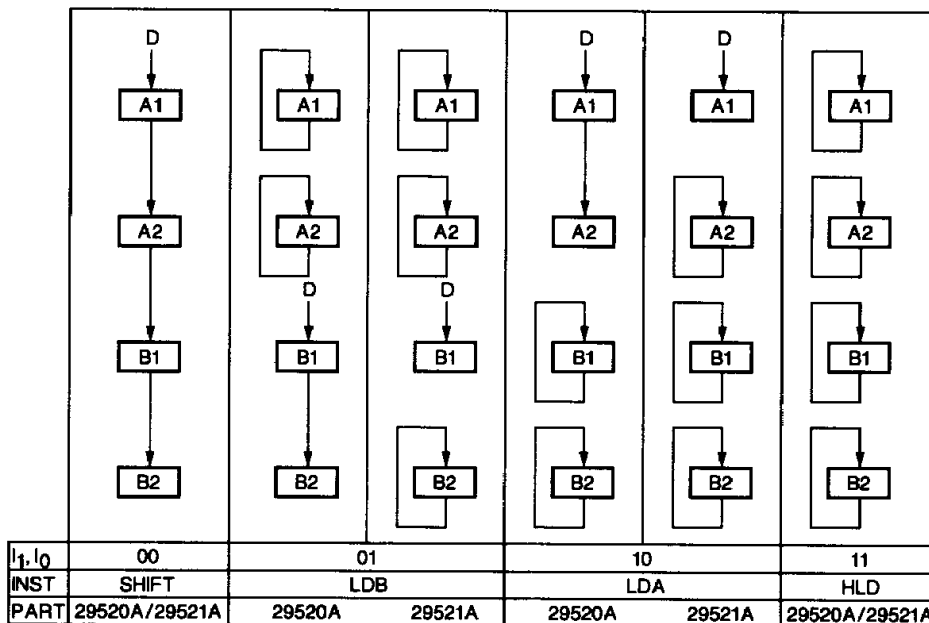 D D D
A1 A1 A1 A1 A1 A1
A2 A2 A2 A2 A2 A2
D D
B1 B1 B1 B1 B1 B1
B2 B2 B2 B2 B2 B2
I1, I0 00 01 10 11
INST SHIFT LDB LDA HLD
PART 29520A/29521A 29520A 29521A 29520A 29521A 29520A/29521A